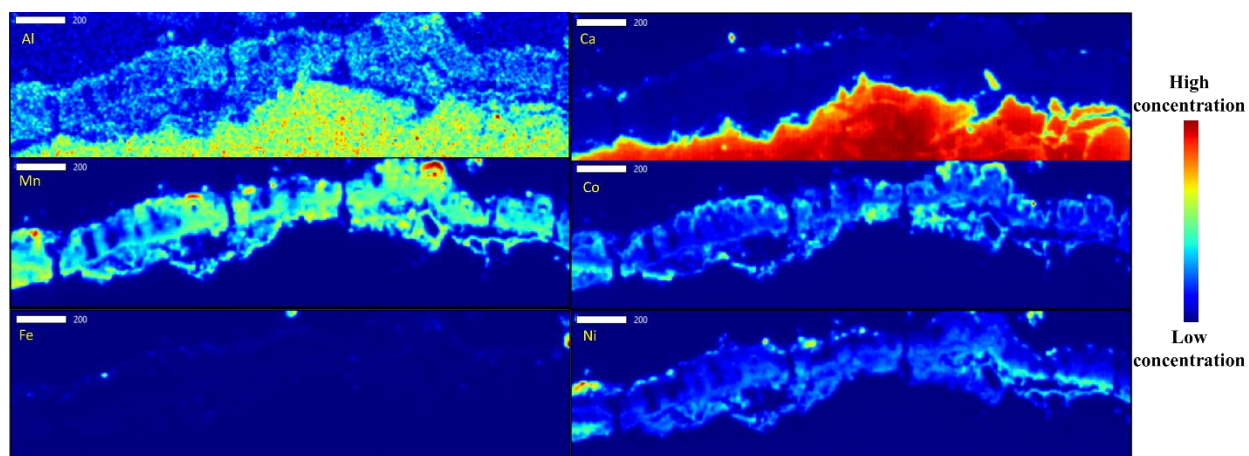 Al 200
Ca 200
Mn 200
Co 200
Fe 200
Ni 200
High
concentration
Low
concentration